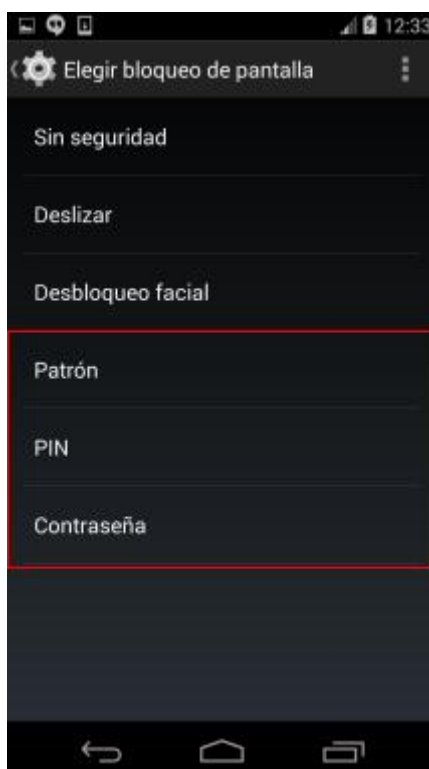 12:33
Elegir bloqueo de pantalla
Sin seguridad
Deslizar
Desbloqueo facial
Patrón
PIN
Contraseña